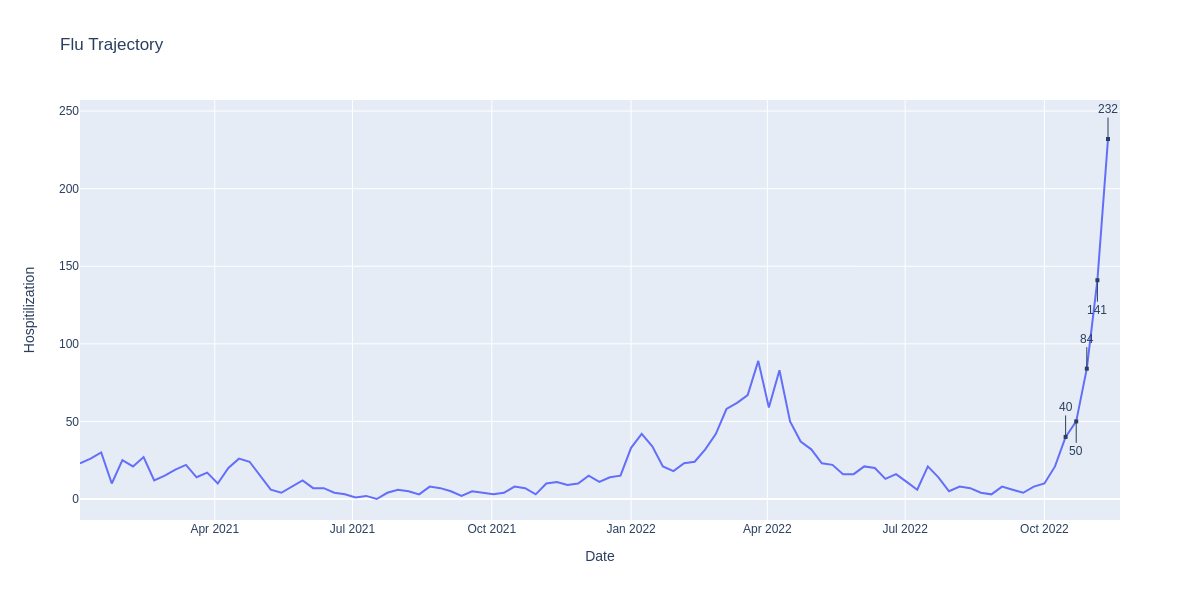 Flu Trajectory
250
200
150
100
50
0
Hospitilization
232
141
84
40
50
Apr 2021
Jul 2021
Oct 2021
Jan 2022
Apr 2022
Jul 2022
Oct 2022
Date